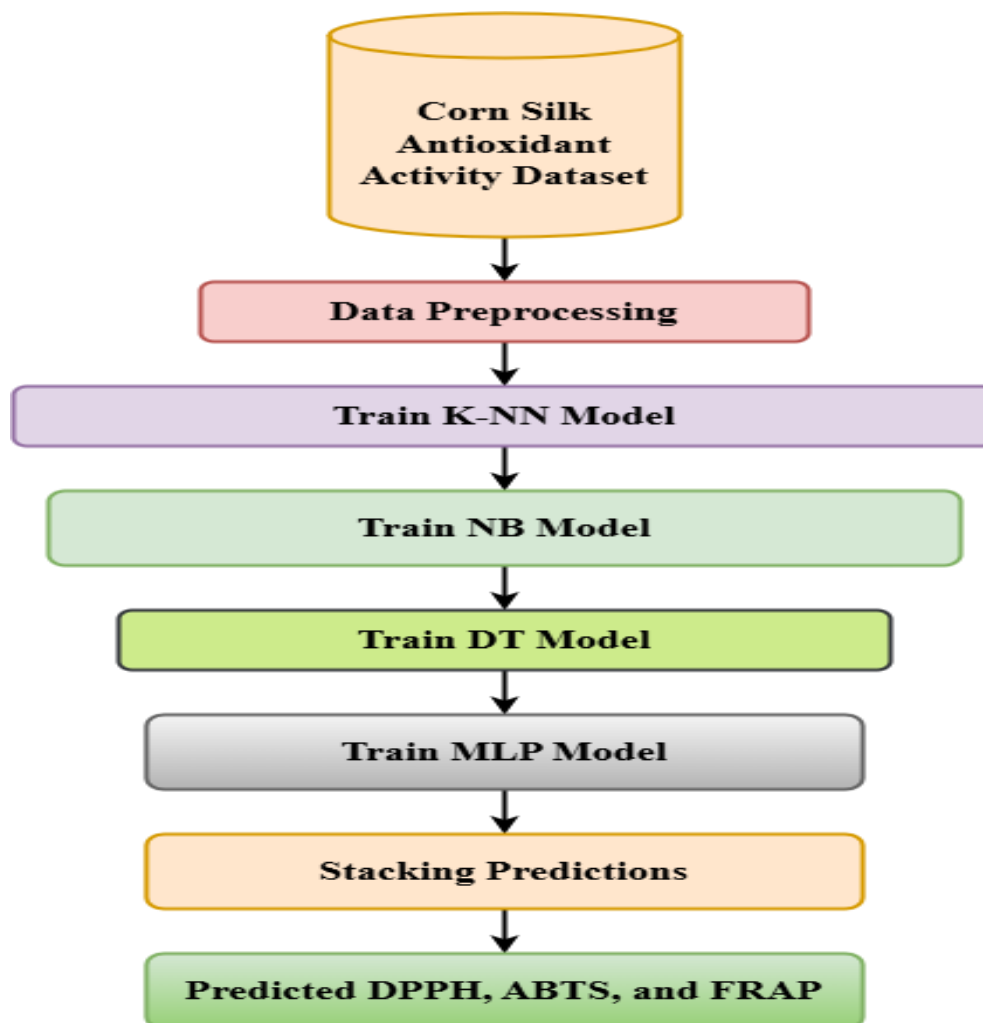 Corn Silk
Antioxidant
Activity Dataset
Data Preprocessing
Train K-NN Model
Train NB Model
Train DT Model
Train MLP Model
Stacking Predictions
Predicted DPPH, ABTS, and FRAP